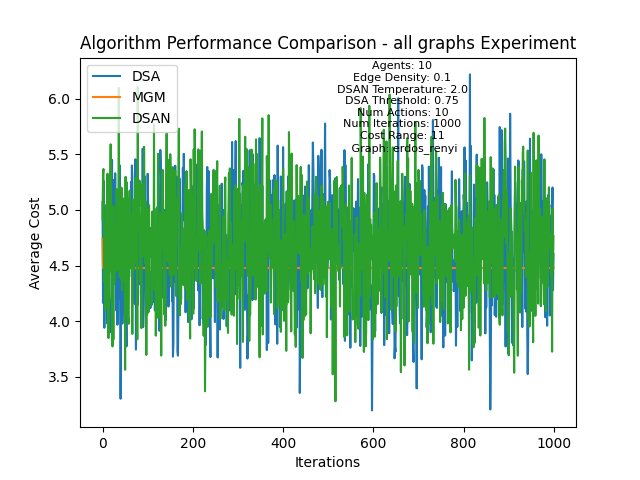 Algorithm Performance Comparison - all graphs Experiment
DSA
MGM
DSAN
Agents: 10
Edge Density: 0.1
DSAN Temperature: 2.0
DSA Threshold: 0.75
Num Actions: 10
Num Iterations: 1000
Cost Range: 11
Graph: erdos_renyi
Average Cost
6.0
5.5
5.0
4.5
4.0
3.5
0
200
400
600
800
1000
Iterations